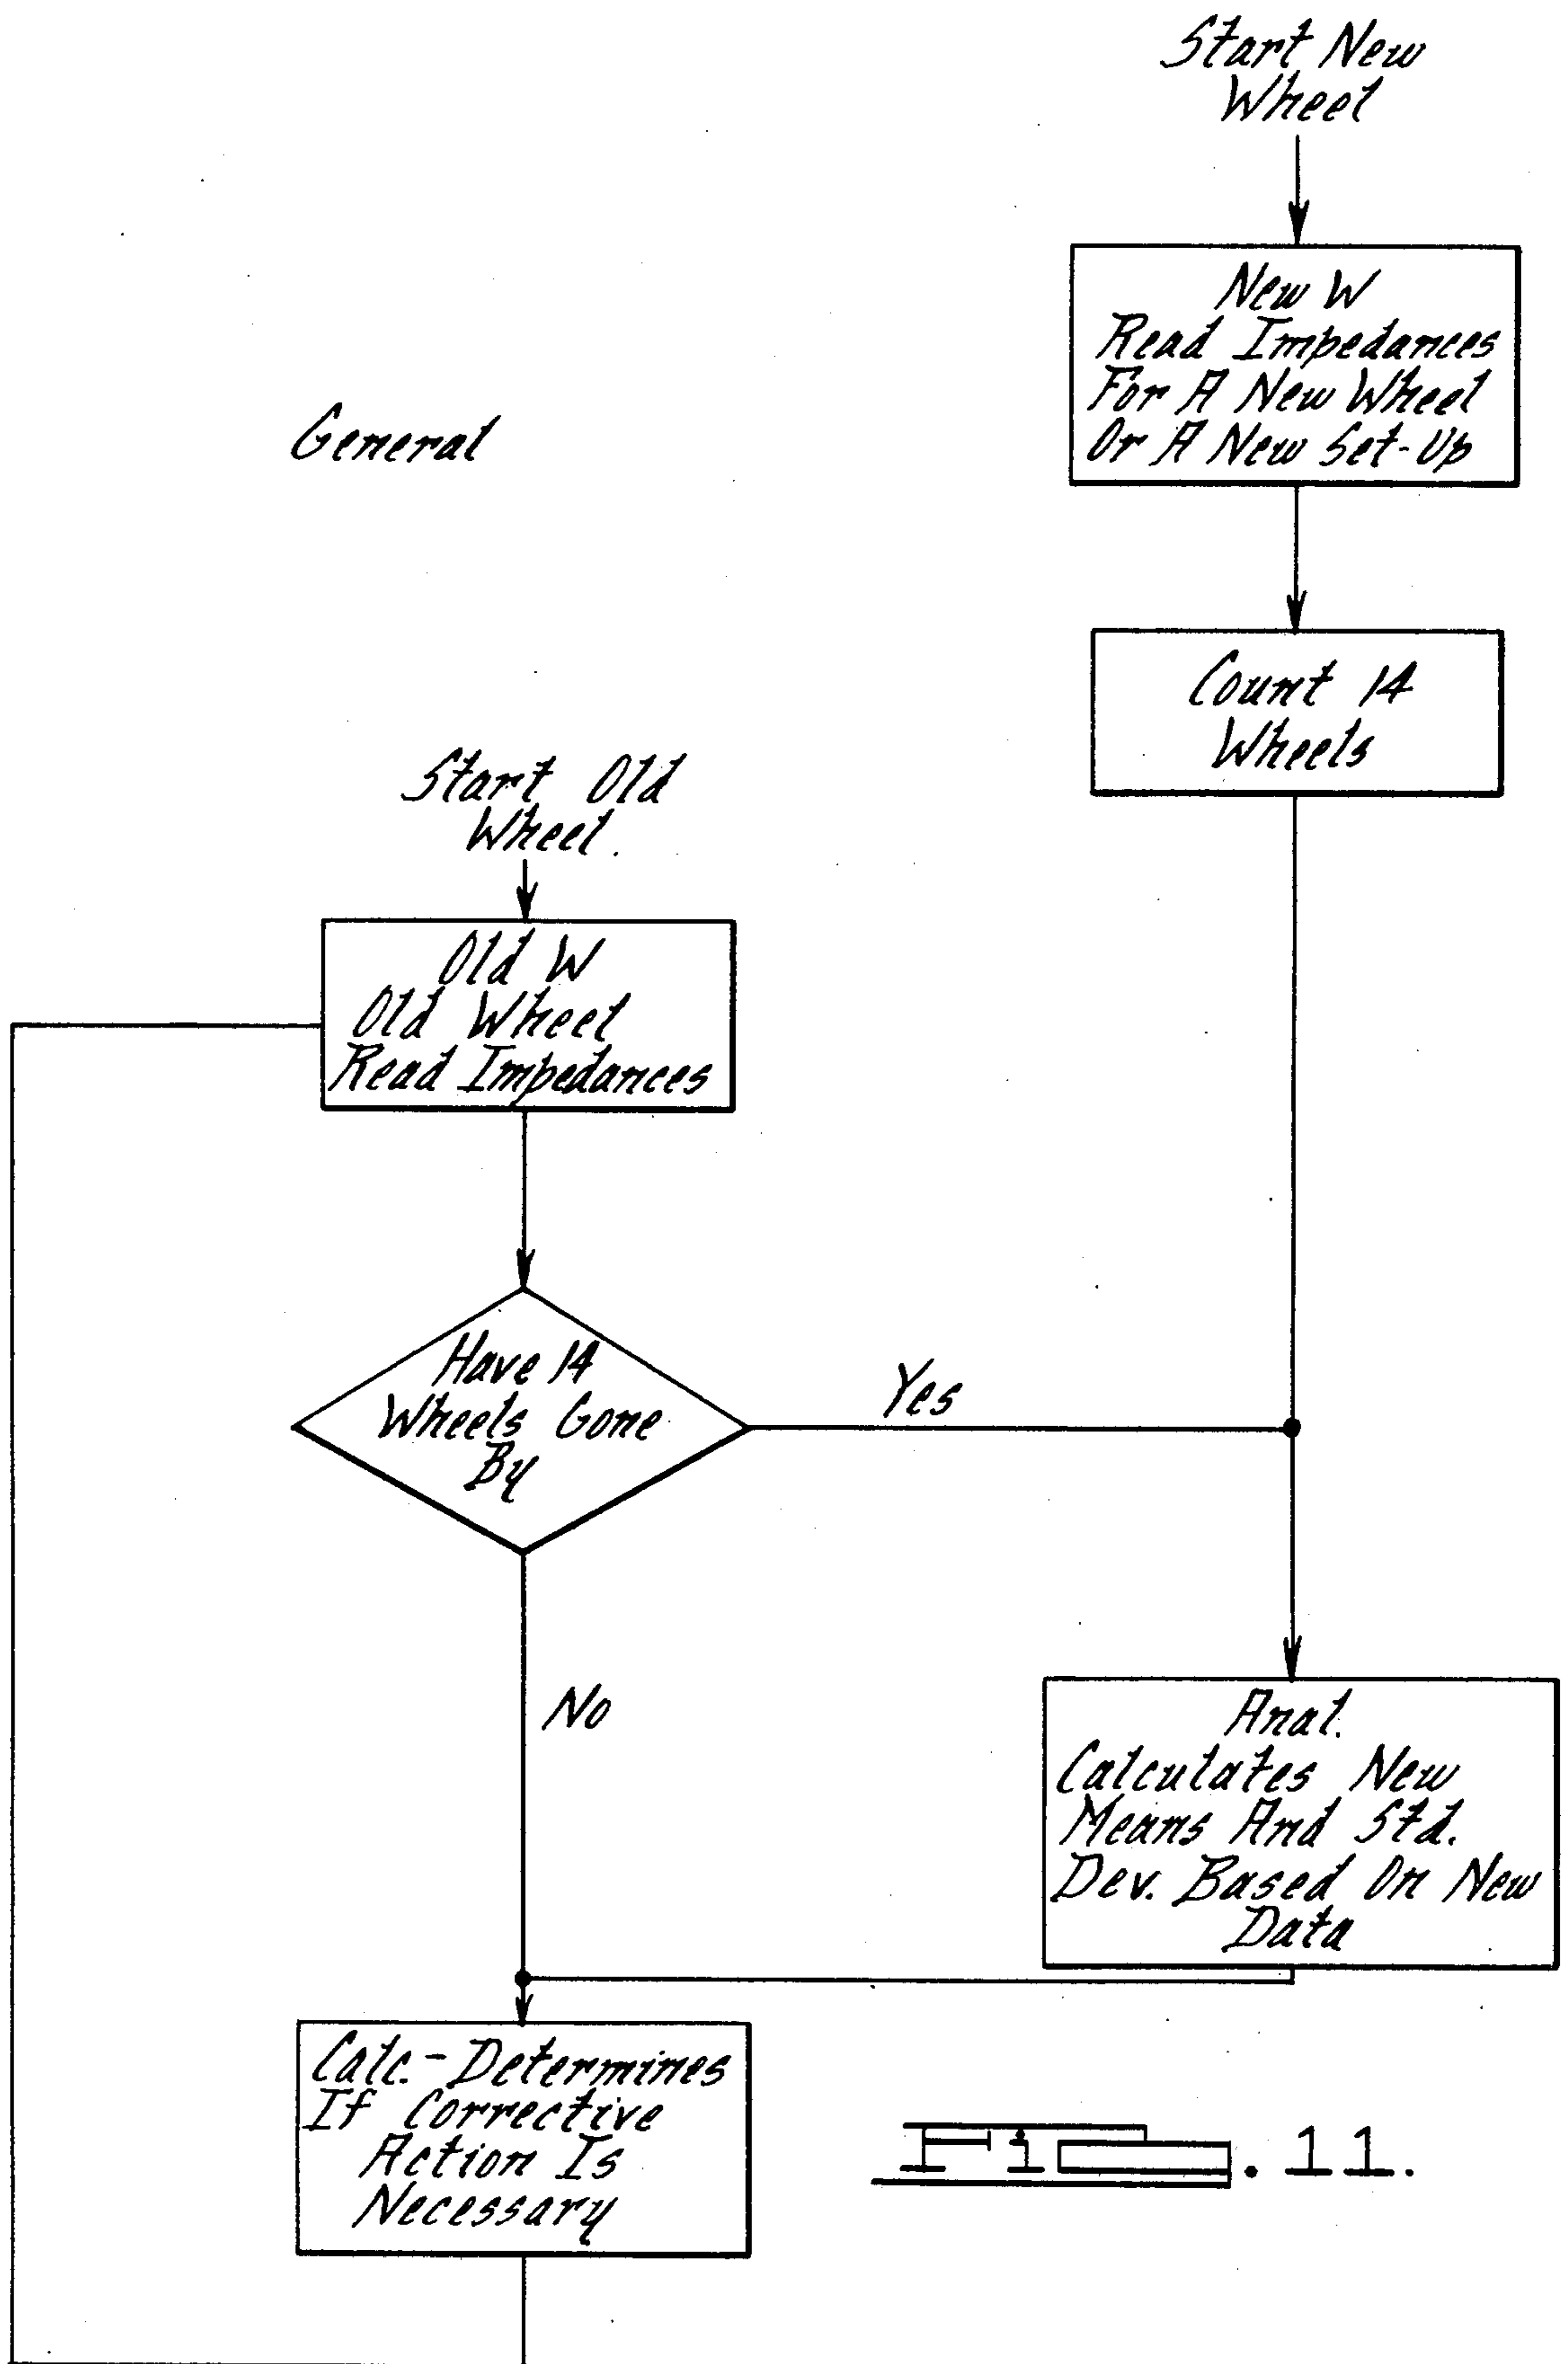 Start New
Wheel
New W
Read Impedances
For A New Wheel
Or A New Set-Up
General
Count 14
Wheels
Start Old
Wheel.
Old W
Old Wheel
Read Impedances
Have 14
Wheels Gone
By
Yes
No
Anal.
Calculates New
Means And Std.
Dev. Based On New
Data
Calc.- Determines
If Corrective
Action Is
Necessary
Fig. 11.